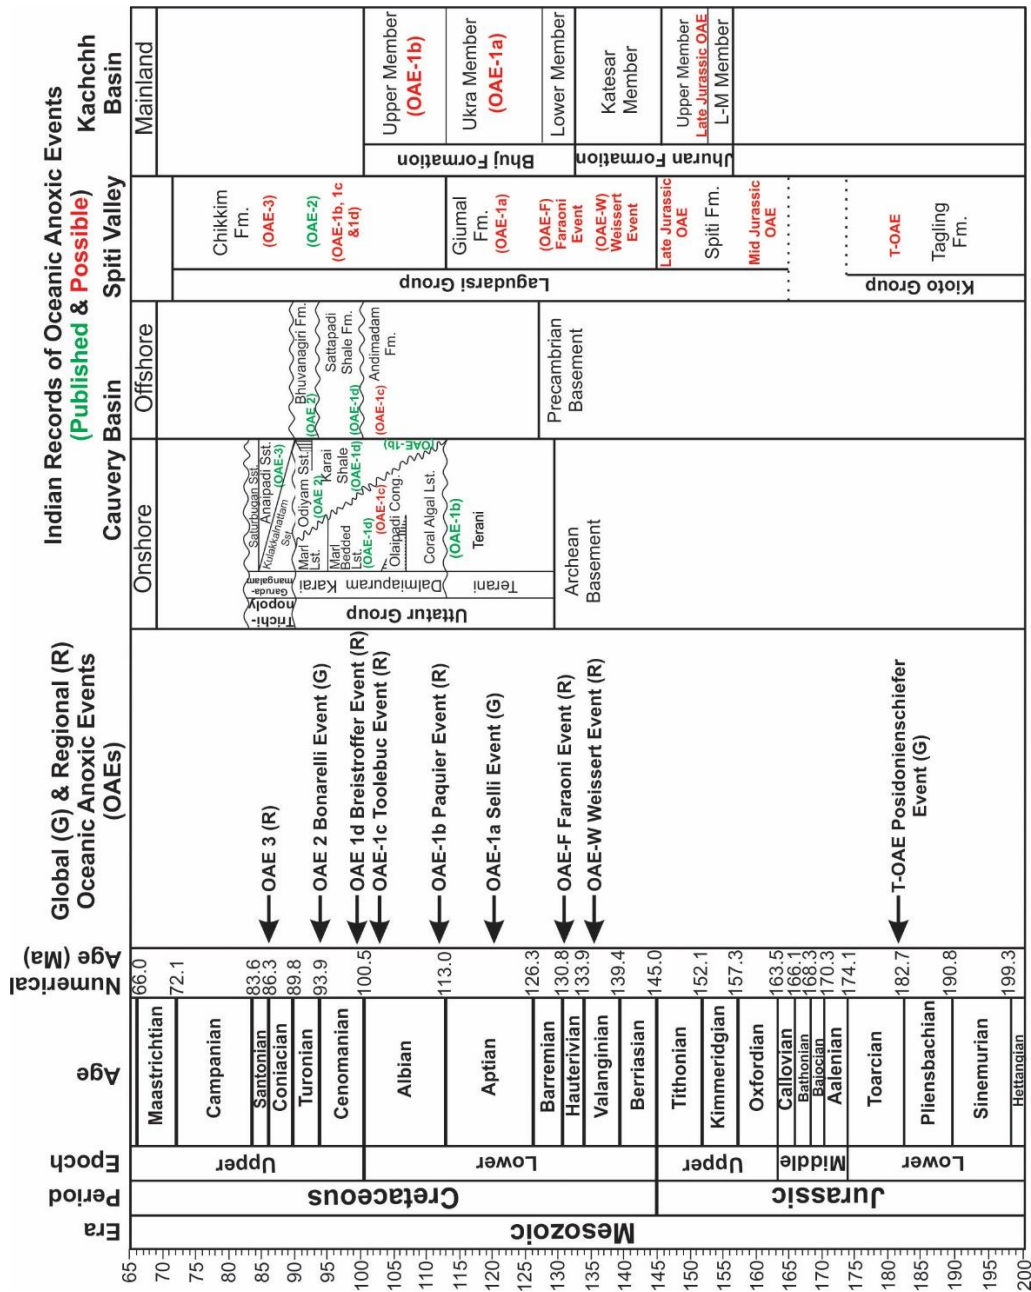 Indian Records of Oceanic Anoxic Events
(Published & Possible)
Global (G) & Regional (R)
Oceanic Anoxic Events
(OAEs)
Cauvery Basin
Spiti Valley
Kachchh
Basin
Onshore
Offshore
Mainland
Era
Period
Epoch
Age
Numerical
Age (Ma)
65
70
75
80
85
90
95
100
105
110
115
120
125
130
135
140
145
150
155
160
165
170
175
180
185
190
195
200
Mesozoic
Cretaceous
Jurassic
Upper
Lower
Upper
Middle
Lower
Maastrichtian
Campanian
Santonian
Coniacian
Turonian
Cenomanian
Albian
Aptian
Barremian
Hauterivian
Valanginian
Berriasian
Tithonian
Kimmeridgian
Oxfordian
Callovian
Bathonian
Bajocian
Aalenian
Toarcian
Pliensbachian
Sinemurian
Hettangian
66.0
72.1
83.6
86.3
89.8
93.9
100.5
113.0
126.3
130.8
133.9
139.4
145.0
152.1
157.3
163.5
166.1
168.3
170.3
174.1
182.7
190.8
199.3
OAE 3 (R)
OAE 2 Bonarelli Event (G)
OAE 1d Breistroffer Event (R)
OAE-1c Toolebuc Event (R)
OAE-1b Paquier Event (R)
OAE-1a Selli Event (G)
OAE-F Faraoni Event (R)
OAE-W Weissert Event (R)
T-OAE Posidonienschiefer
Event (G)
Trichi-
nopoly
Uttatur Group
Garuda-
mangalam
Karai
Dalmiapuram
Terani
Saturbugan Sst.
Anaipadi Sst.
(OAE-3)
Kulakkalnattam
Sst.
Odiyam Sst.
(OAE 2)
Karai
Shale
(OAE-1d)
Marl
Lst.
Marl
Bedded
Lst.
(OAE-1d)
(OAE-1c)
Olaipadi Cong.
(OAE-1b)
Coral Algal Lst.
(OAE-1b)
Terani
Archean
Basement
Bhuvanagiri Fm.
(OAE 2)
Sattapadi
Shale Fm.
(OAE-1d)
(OAE-1c)
Andimadam
Fm.
Precambrian
Basement
Chikkim
Fm.
(OAE-3)
(OAE-2)
(OAE-1b, 1c
&1d)
Giumal
Fm.
(OAE-1a)
(OAE-F)
Faraoni
Event
(OAE-W)
Weissert
Event
Late Jurassic
OAE
Spiti Fm.
Mid Jurassic
OAE
T-OAE
Tagling
Fm.
Lagudarsi Group
Kioto Group
Upper Member
(OAE-1b)
Ukra Member
(OAE-1a)
Lower Member
Katesar
Member
Upper Member
Late Jurassic OAE
L-M Member
Bhuj Formation
Jhuran Formation